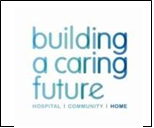 building
a caring
future
HOSPITAL | COMMUNITY | HOME